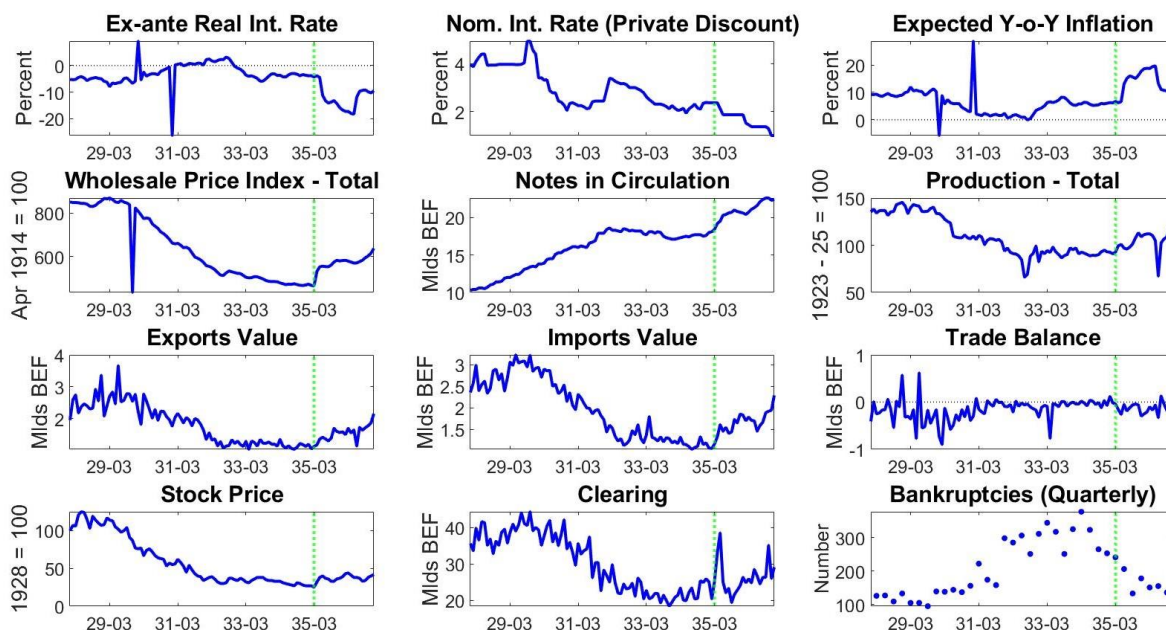 Ex-ante Real Int. Rate
Percent
0
-10
-20
29-03 31-03 33-03 35-03
Nom. Int. Rate (Private Discount)
Percent
4
2
29-03 31-03 33-03 35-03
Expected Y-o-Y Inflation
Percent
20
10
0
29-03 31-03 33-03 35-03
Wholesale Price Index - Total
Apr 1914 = 100
800
600
29-03 31-03 33-03 35-03
Notes in Circulation
Mlds BEF
20
15
10
29-03 31-03 33-03 35-03
Production - Total
1923 - 25 = 100
150
100
50
29-03 31-03 33-03 35-03
Exports Value
Mlds BEF
4
3
2
29-03 31-03 33-03 35-03
Imports Value
Mlds BEF
3
2.5
2
1.5
29-03 31-03 33-03 35-03
Trade Balance
Mlds BEF
1
0
-1
29-03 31-03 33-03 35-03
Stock Price
1928 = 100
100
50
0
29-03 31-03 33-03 35-03
Clearing
Mlds BEF
40
30
20
29-03 31-03 33-03 35-03
Bankruptcies (Quarterly)
Number
300
200
100
29-03 31-03 33-03 35-03